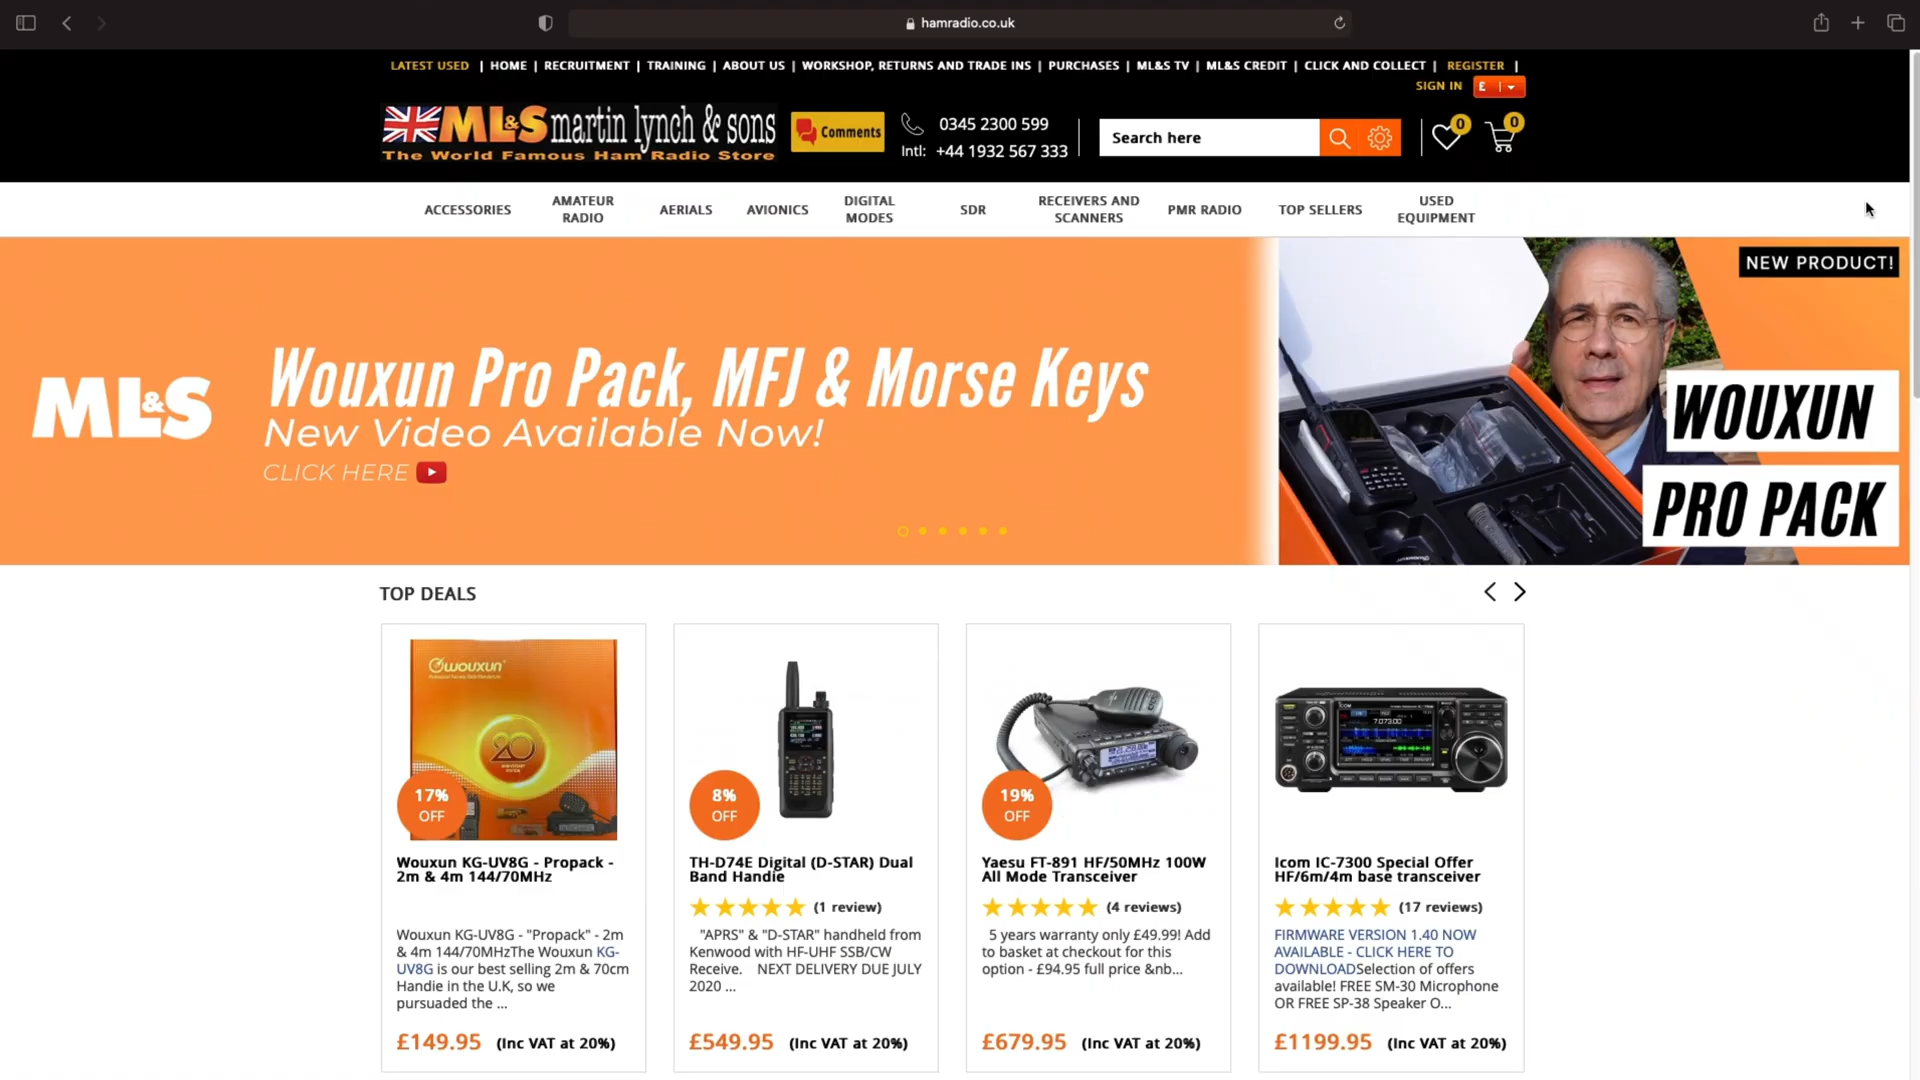 hamradio.co.uk
LATEST USED | HOME | RECRUITMENT | TRAINING | ABOUT US | WORKSHOP, RETURNS AND TRADE INS | PURCHASES | ML&S TV | ML&S CREDIT | CLICK AND COLLECT | REGISTER |
SIGN IN £
ML&S martin lynch & sons
The World Famous Ham Radio Store
Comments
0345 2300 599
Intl: +44 1932 567 333
Search here
0
0
ACCESSORIES
AMATEUR
RADIO
AERIALS
AVIONICS
DIGITAL
MODES
SDR
RECEIVERS AND
SCANNERS
PMR RADIO
TOP SELLERS
USED
EQUIPMENT
ML&S
Wouxun Pro Pack, MFJ & Morse Keys
New Video Available Now!
CLICK HERE
NEW PRODUCT!
WOUXUN
PRO PACK
TOP DEALS
WOUXUN
20
17%
OFF
Wouxun KG-UV8G - Propack -
2m & 4m 144/70MHz
Wouxun KG-UV8G - "Propack" - 2m
& 4m 144/70MHzThe Wouxun KG-
UV8G is our best selling 2m & 70cm
Handie in the U.K, so we
pursuaded the ...
£149.95 (Inc VAT at 20%)
8%
OFF
TH-D74E Digital (D-STAR) Dual
Band Handie
(1 review)
"APRS" & "D-STAR" handheld from
Kenwood with HF-UHF SSB/CW
Receive. NEXT DELIVERY DUE JULY
2020 ...
£549.95 (Inc VAT at 20%)
19%
OFF
Yaesu FT-891 HF/50MHz 100W
All Mode Transceiver
(4 reviews)
5 years warranty only £49.99! Add
to basket at checkout for this
option - £94.95 full price &nb...
£679.95 (Inc VAT at 20%)
ICOM
7.073.00
Icom IC-7300 Special Offer
HF/6m/4m base transceiver
(17 reviews)
FIRMWARE VERSION 1.40 NOW
AVAILABLE - CLICK HERE TO
DOWNLOADSelection of offers
available! FREE SM-30 Microphone
OR FREE SP-38 Speaker O...
£1199.95 (Inc VAT at 20%)